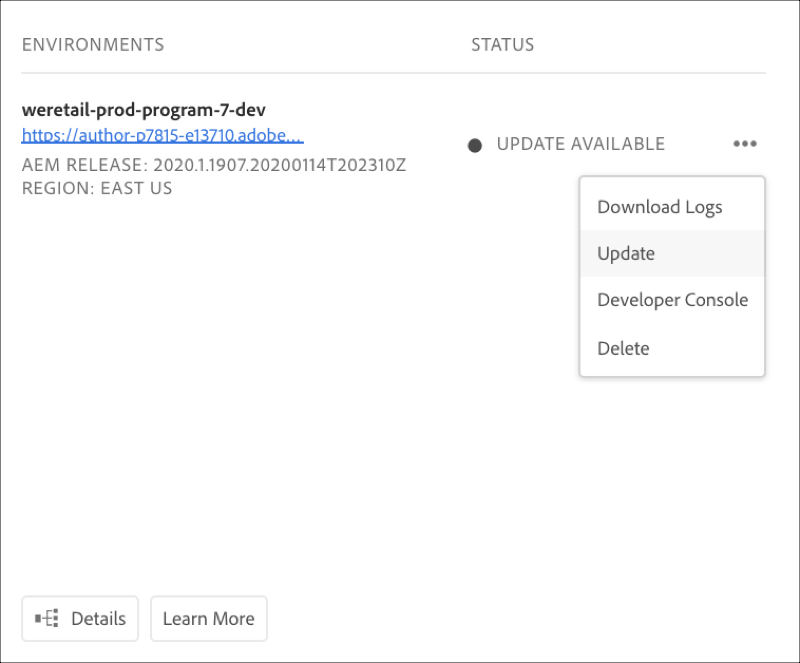 ENVIRONMENTS STATUS
weretail-prod-program-7-dev
https://author-p7815-e13710.adobe...
UPDATE AVAILABLE
AEM RELEASE: 2020.1.1907.20200114T202310Z
REGION: EAST US
Download Logs
Update
Developer Console
Delete
Details Learn More